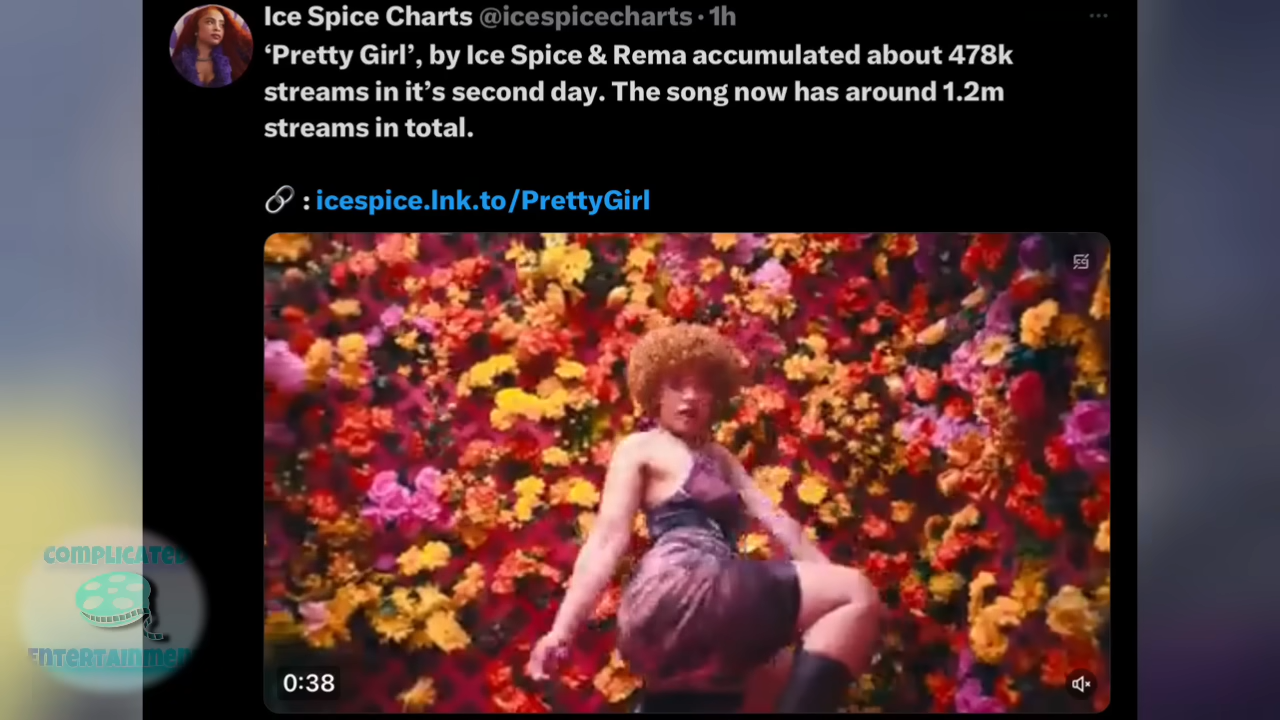 Ice Spice Charts @icespicecharts · 1h
‘Pretty Girl’, by Ice Spice & Rema accumulated about 478k
streams in it’s second day. The song now has around 1.2m
streams in total.
: icespice.lnk.to/PrettyGirl
0:38
COMPLICATED
ENTERTAINMENT